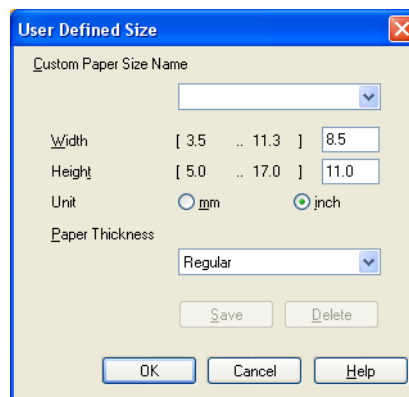 User Defined Size
Custom Paper Size Name
Width [ 3.5 .. 11.3 ] 8.5
Height [ 5.0 .. 17.0 ] 11.0
Unit mm inch
Paper Thickness
Regular
Save Delete
OK Cancel Help